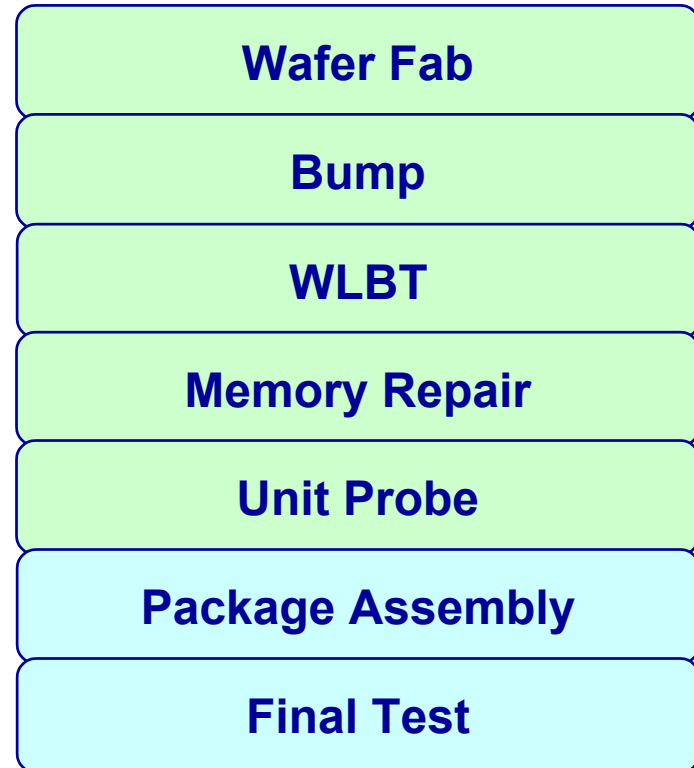 Wafer Fab
Bump
WLBT
Memory Repair
Unit Probe
Package Assembly
Final Test